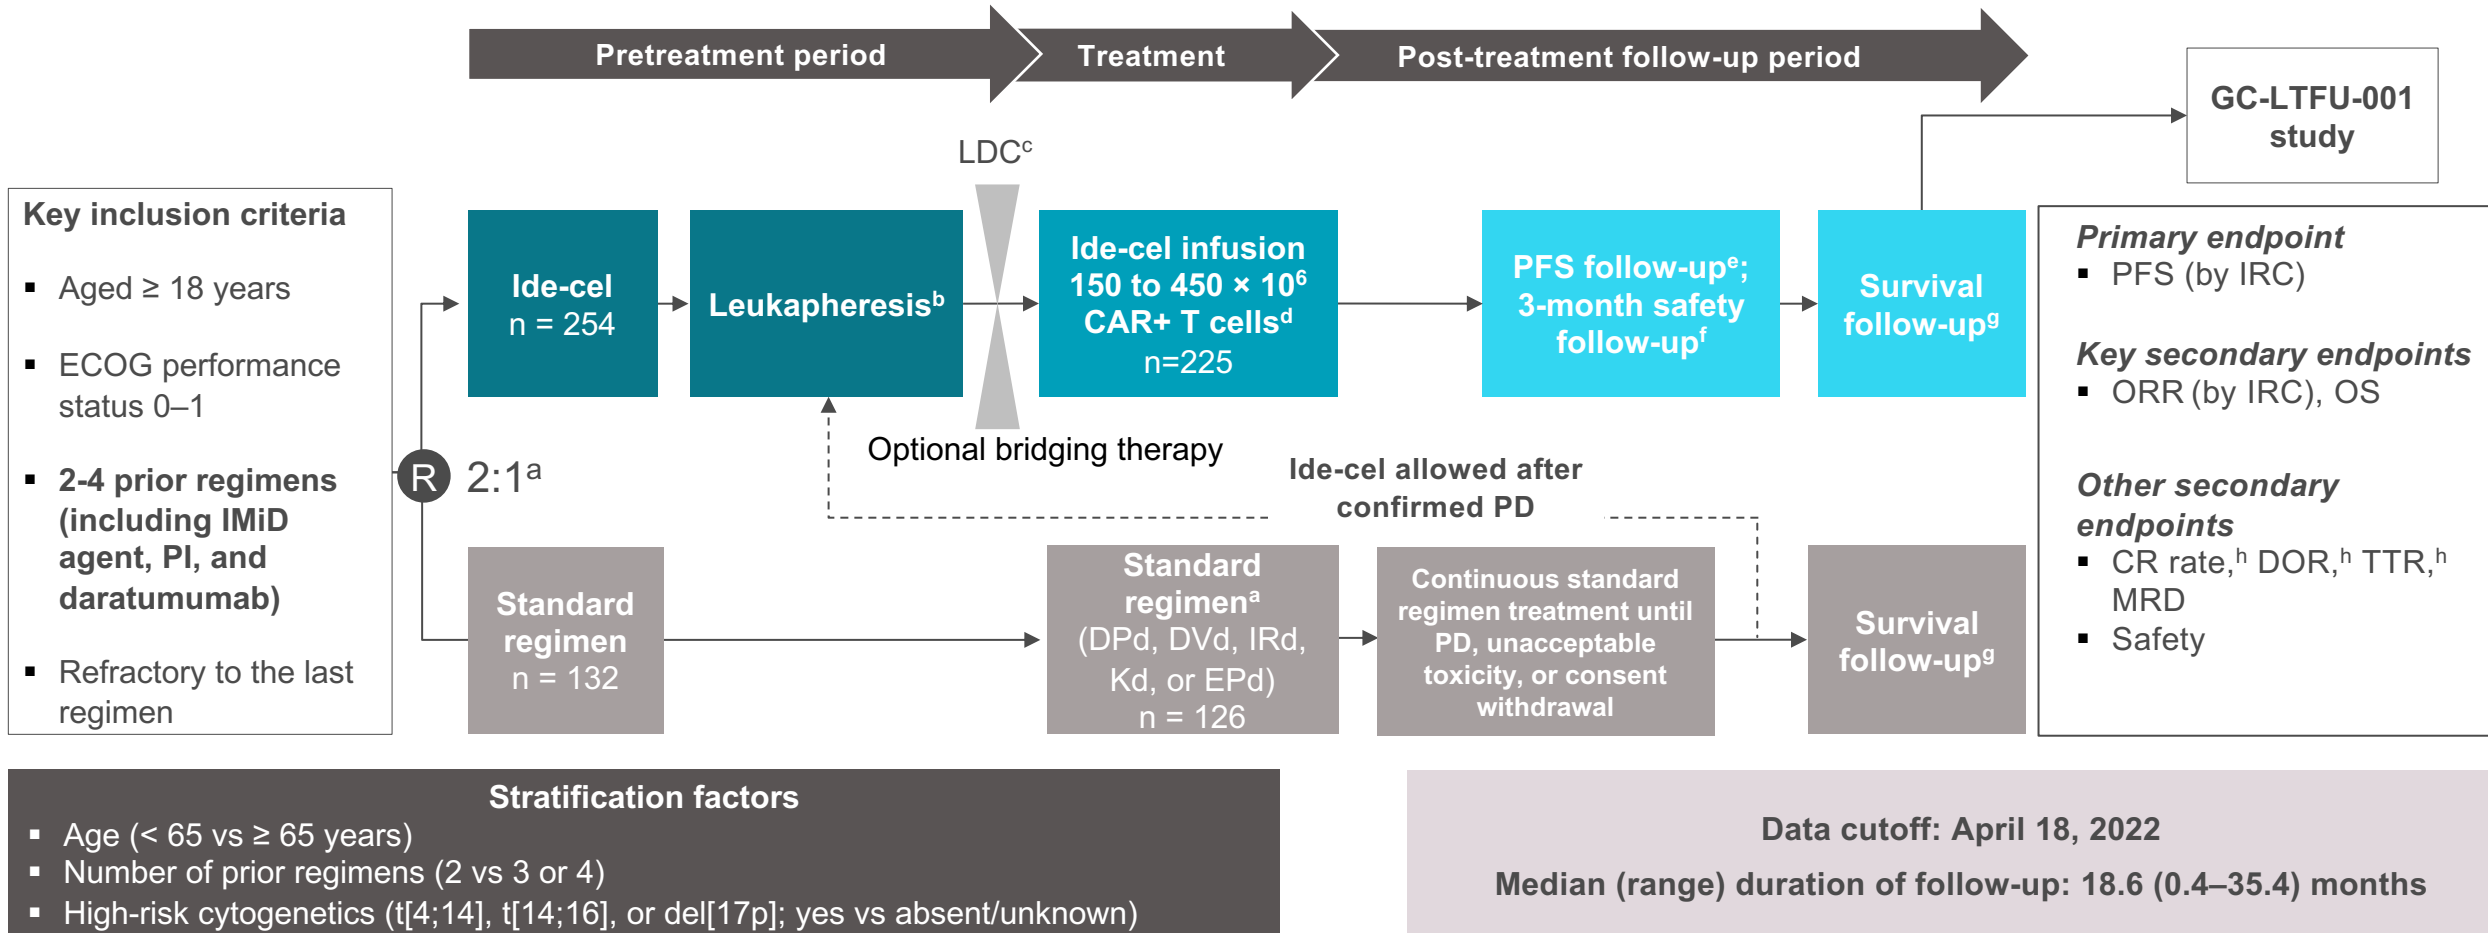 Pretreatment period
Treatment
Post-treatment follow-up period
GC-LTFU-001
study
LDCᶜ
Key inclusion criteria
▪ Aged ≥ 18 years
▪ ECOG performance
status 0–1
▪ 2-4 prior regimens
(including IMiD
agent, PI, and
daratumumab)
▪ Refractory to the last
regimen
R
2:1ᵃ
Ide-cel
n = 254
Leukapheresisᵇ
Ide-cel infusion
150 to 450 × 10⁶
CAR+ T cellsᵈ
n=225
PFS follow-upᵉ;
3-month safety
follow-upᶠ
Survival
follow-upᵍ
Optional bridging therapy
Ide-cel allowed after
confirmed PD
Standard
regimen
n = 132
Standard
regimenᵃ
(DPd, DVd, IRd,
Kd, or EPd)
n = 126
Continuous standard
regimen treatment until
PD, unacceptable
toxicity, or consent
withdrawal
Survival
follow-upᵍ
Primary endpoint
▪ PFS (by IRC)
Key secondary endpoints
▪ ORR (by IRC), OS
Other secondary
endpoints
▪ CR rate,ʰ DOR,ʰ TTR,ʰ
MRD
▪ Safety
Stratification factors
▪ Age (< 65 vs ≥ 65 years)
▪ Number of prior regimens (2 vs 3 or 4)
▪ High-risk cytogenetics (t[4;14], t[14;16], or del[17p]; yes vs absent/unknown)
Data cutoff: April 18, 2022
Median (range) duration of follow-up: 18.6 (0.4–35.4) months